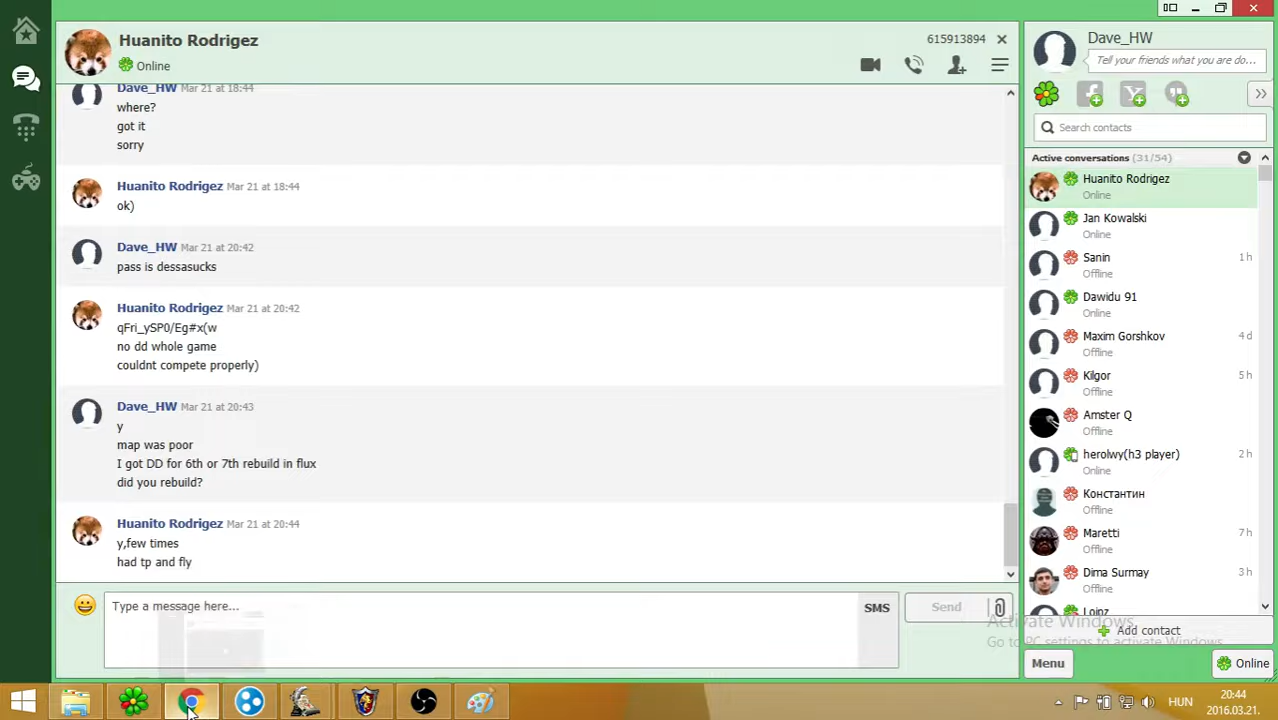 Huanito Rodrigez
Online
615913894
Dave_HW Mar 21 at 18:44
where?
got it
sorry
Huanito Rodrigez Mar 21 at 18:44
ok)
Dave_HW Mar 21 at 20:42
pass is dessasucks
Huanito Rodrigez Mar 21 at 20:42
qFri_ySP0/Eg#x(w
no dd whole game
couldnt compete properly)
Dave_HW Mar 21 at 20:43
y
map was poor
I got DD for 6th or 7th rebuild in flux
did you rebuild?
Huanito Rodrigez Mar 21 at 20:44
y,few times
had tp and fly
Type a message here...
SMS
Send
Dave_HW
Tell your friends what you are do...
Search contacts
Active conversations (31/54)
Huanito Rodrigez
Online
Jan Kowalski
Online
Sanin 1 h
Offline
Dawidu 91
Online
Maxim Gorshkov 4 d
Offline
Kilgor 5 h
Offline
Amster Q
Offline
herolwy(h3 player) 2 h
Online
Константин
Offline
Maretti 7 h
Offline
Dima Surmay 3 h
Offline
Loinz
Add contact
Activate Windows
Go to PC settings to activate Windows.
Menu
Online
HUN
20:44
2016.03.21.